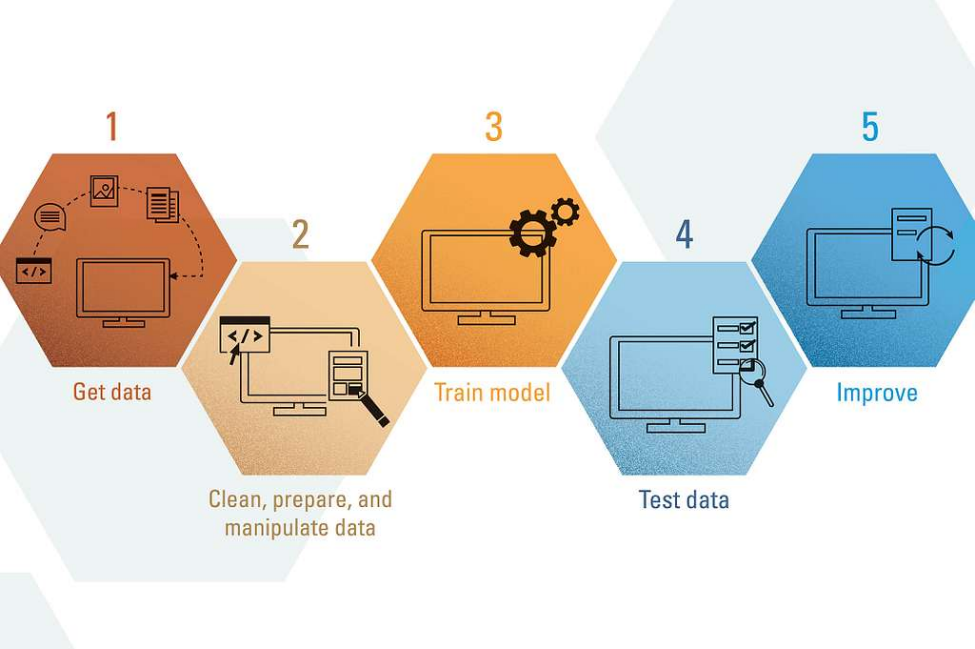 1
Get data
2
Clean, prepare, and
manipulate data
3
Train model
4
Test data
5
Improve